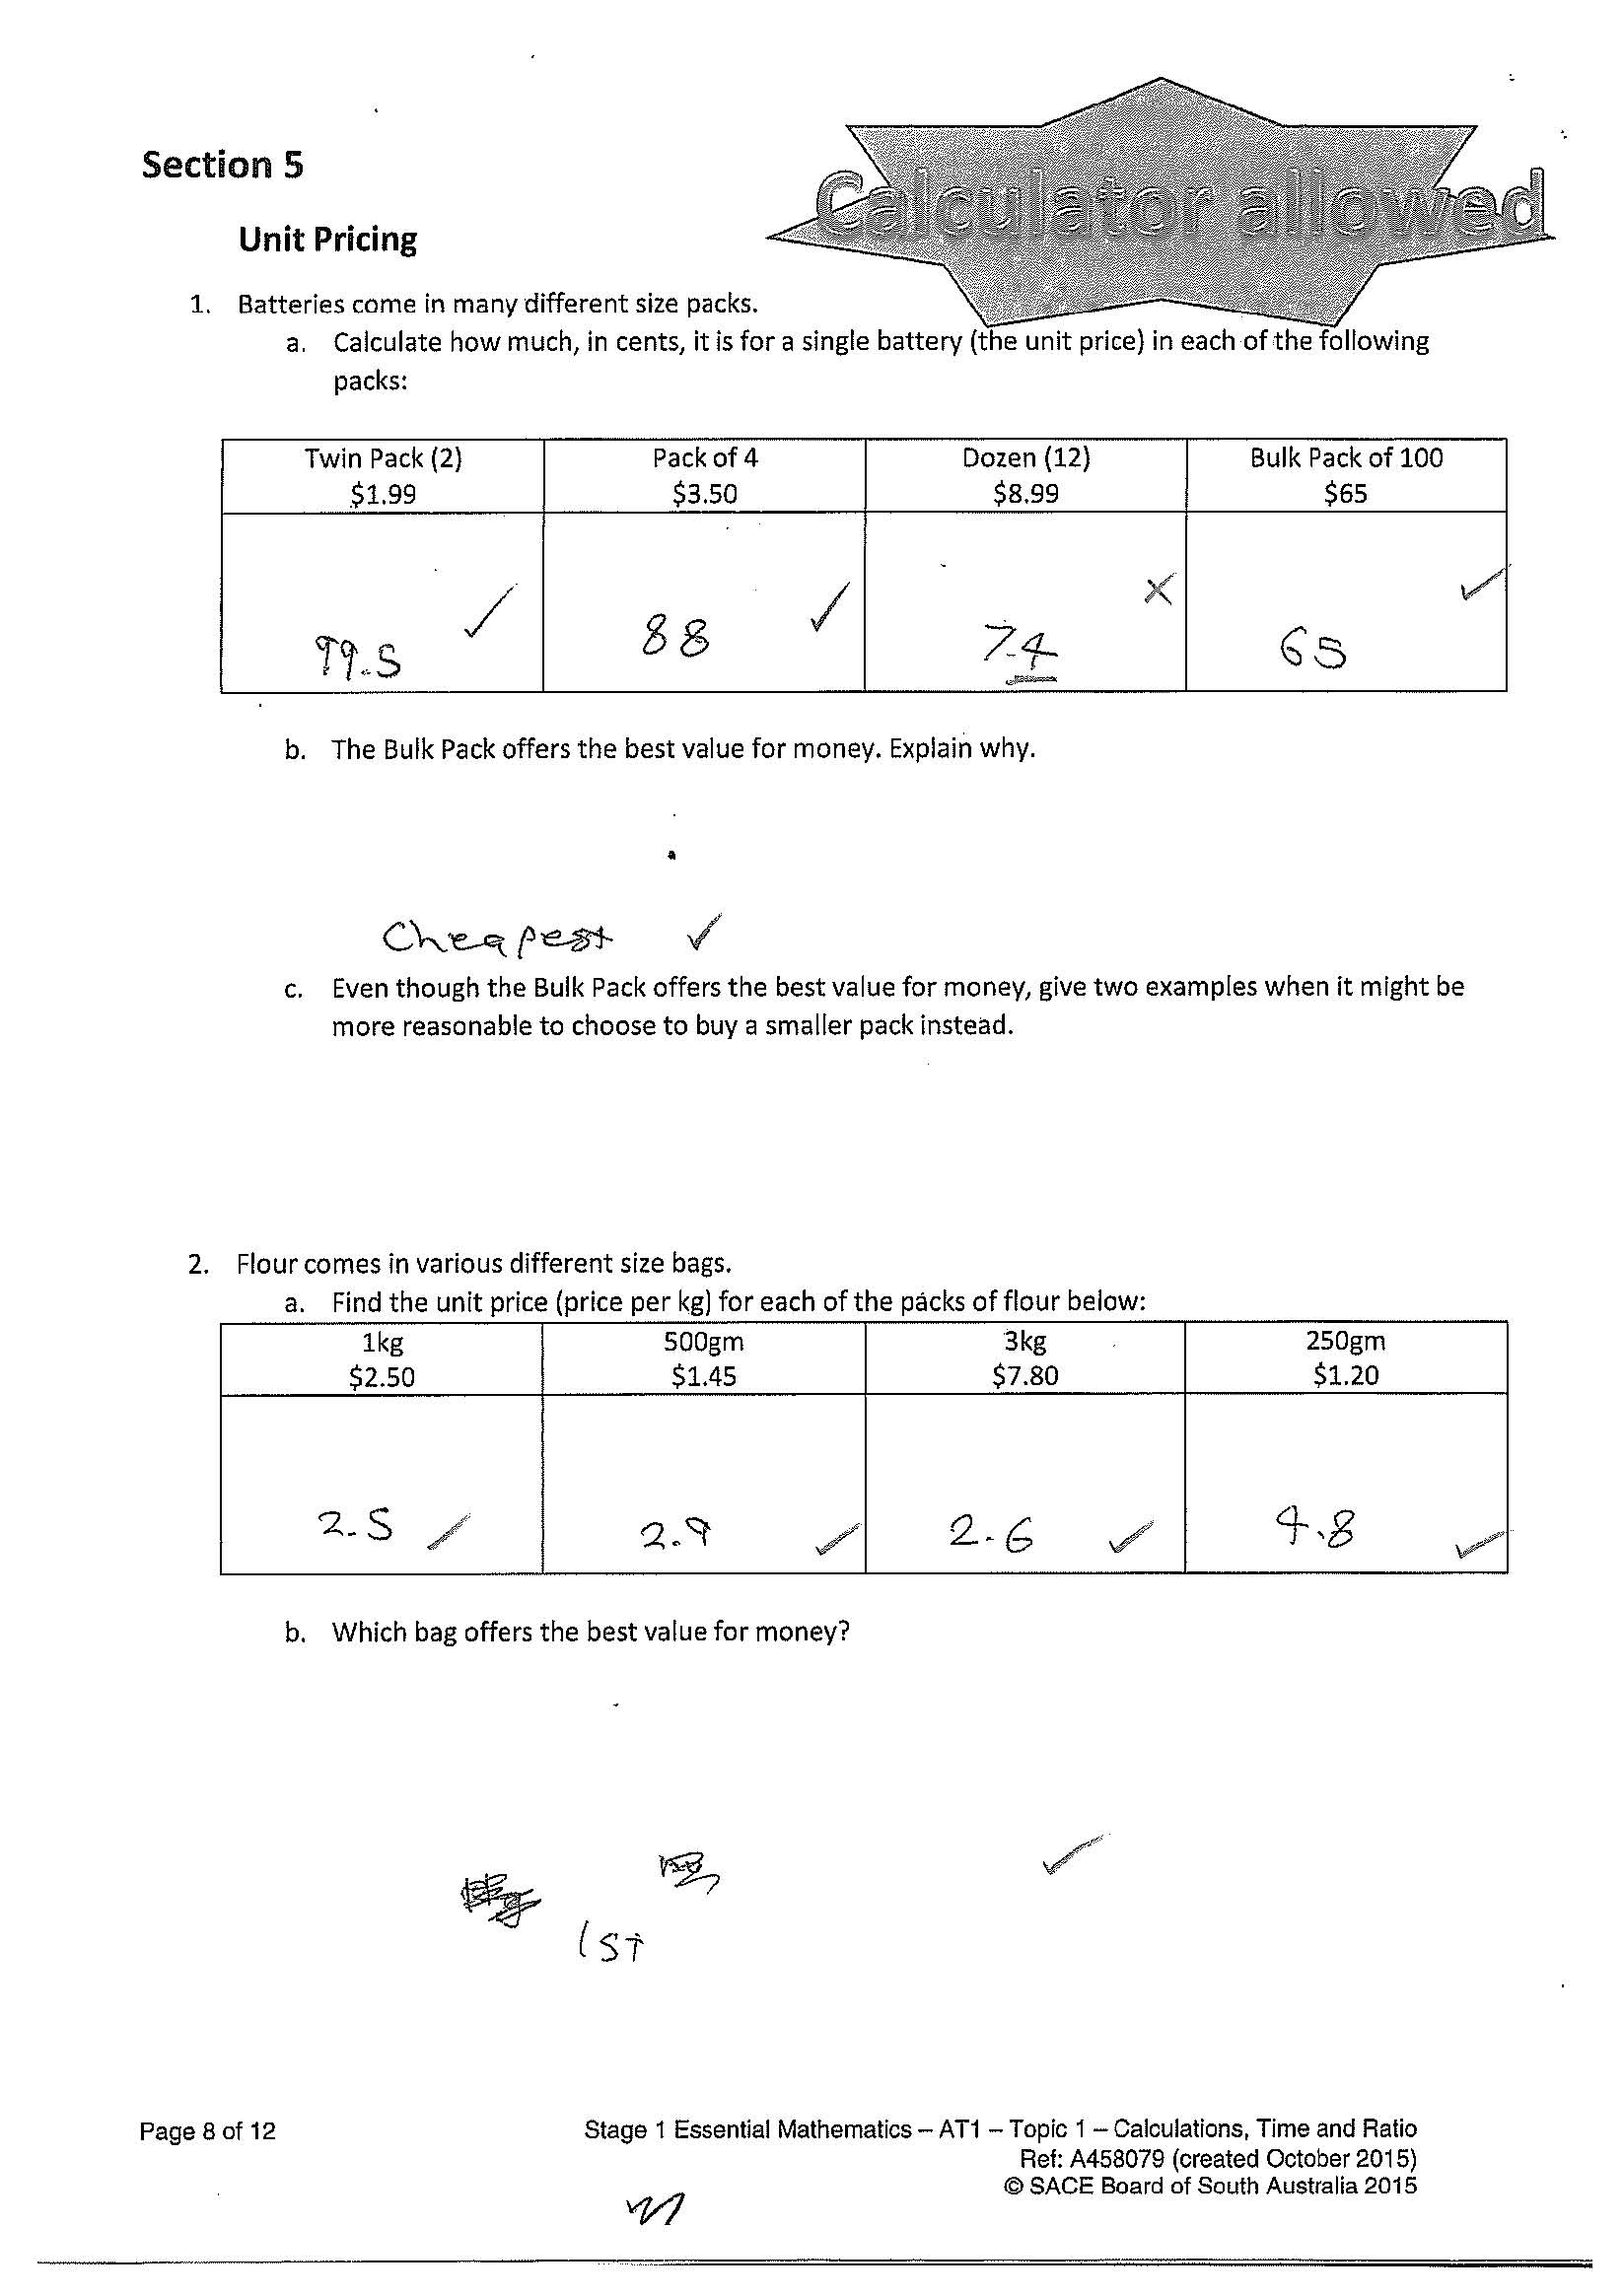 Section 5
Calculator allowed
Unit Pricing
1. Batteries come in many different size packs.
a. Calculate how much, in cents, it is for a single battery (the unit price) in each of the following
packs:
Twin Pack (2) Pack of 4 Dozen (12) Bulk Pack of 100
$1.99 $3.50 $8.99 $65
99.5 ✓ 88 ✓ 7.4 ✗ 65 ✓
b. The Bulk Pack offers the best value for money. Explain why.
Cheapest ✓
c. Even though the Bulk Pack offers the best value for money, give two examples when it might be
more reasonable to choose to buy a smaller pack instead.
2. Flour comes in various different size bags.
a. Find the unit price (price per kg) for each of the packs of flour below:
1kg 500gm 3kg 250gm
$2.50 $1.45 $7.80 $1.20
2.5 ✓ 2.9 ✓ 2.6 ✓ 4.8 ✓
b. Which bag offers the best value for money?
✓
1ST
Page 8 of 12
Stage 1 Essential Mathematics – AT1 – Topic 1 – Calculations, Time and Ratio
Ref: A458079 (created October 2015)
© SACE Board of South Australia 2015